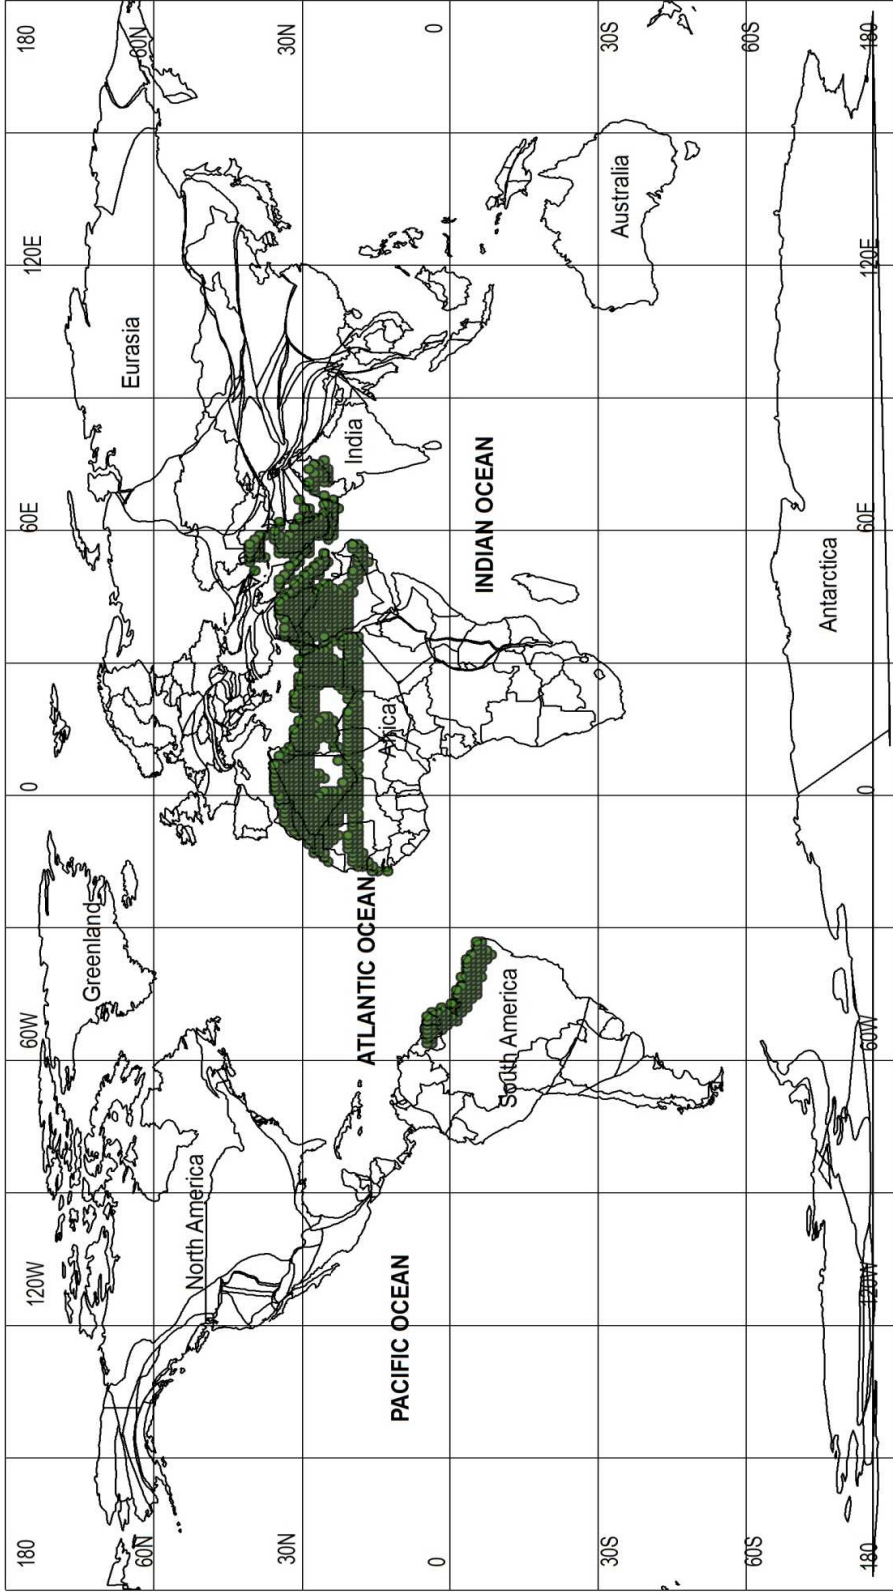 180 120W 60W 0 60E 120E 180
Greenland
Eurasia
60N 60N
North America
30N 30N
India
ATLANTIC OCEAN
Africa
PACIFIC OCEAN
0 0
INDIAN OCEAN
South America
30S 30S
Australia
60S 60S
Antarctica
180 120W 60W 0 60E 120E 180